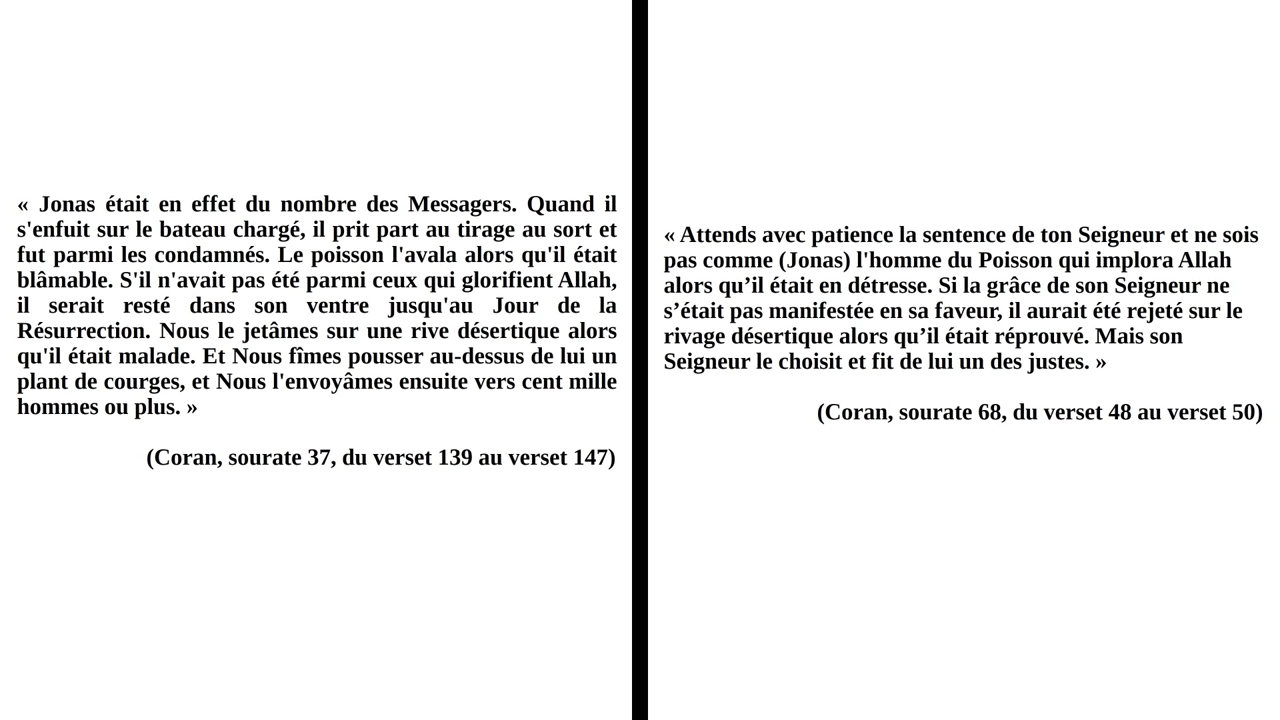 « Jonas était en effet du nombre des Messagers. Quand il
s'enfuit sur le bateau chargé, il prit part au tirage au sort et
fut parmi les condamnés. Le poisson l'avala alors qu'il était
blâmable. S'il n'avait pas été parmi ceux qui glorifient Allah,
il serait resté dans son ventre jusqu'au Jour de la
Résurrection. Nous le jetâmes sur une rive désertique alors
qu'il était malade. Et Nous fîmes pousser au-dessus de lui un
plant de courges, et Nous l'envoyâmes ensuite vers cent mille
hommes ou plus. »
(Coran, sourate 37, du verset 139 au verset 147)
« Attends avec patience la sentence de ton Seigneur et ne sois
pas comme (Jonas) l'homme du Poisson qui implora Allah
alors qu’il était en détresse. Si la grâce de son Seigneur ne
s’était pas manifestée en sa faveur, il aurait été rejeté sur le
rivage désertique alors qu’il était réprouvé. Mais son
Seigneur le choisit et fit de lui un des justes. »
(Coran, sourate 68, du verset 48 au verset 50)